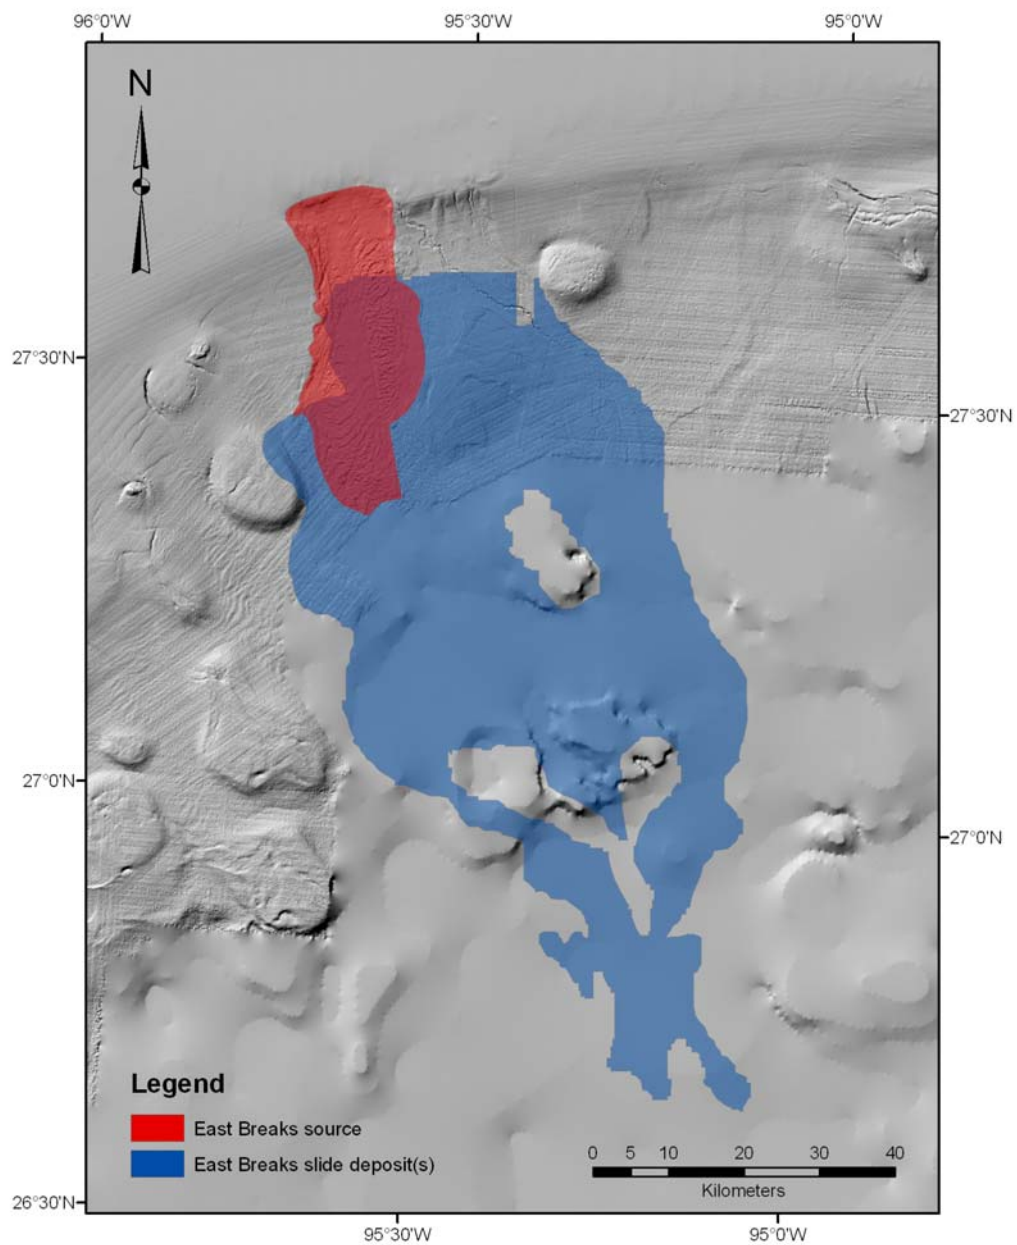 96°0'W 95°30'W 95°0'W
N
27°30'N
27°30'N
27°0'N
27°0'N
Legend
East Breaks source
East Breaks slide deposit(s)
0 5 10 20 30 40
Kilometers
26°30'N
95°30'W 95°0'W